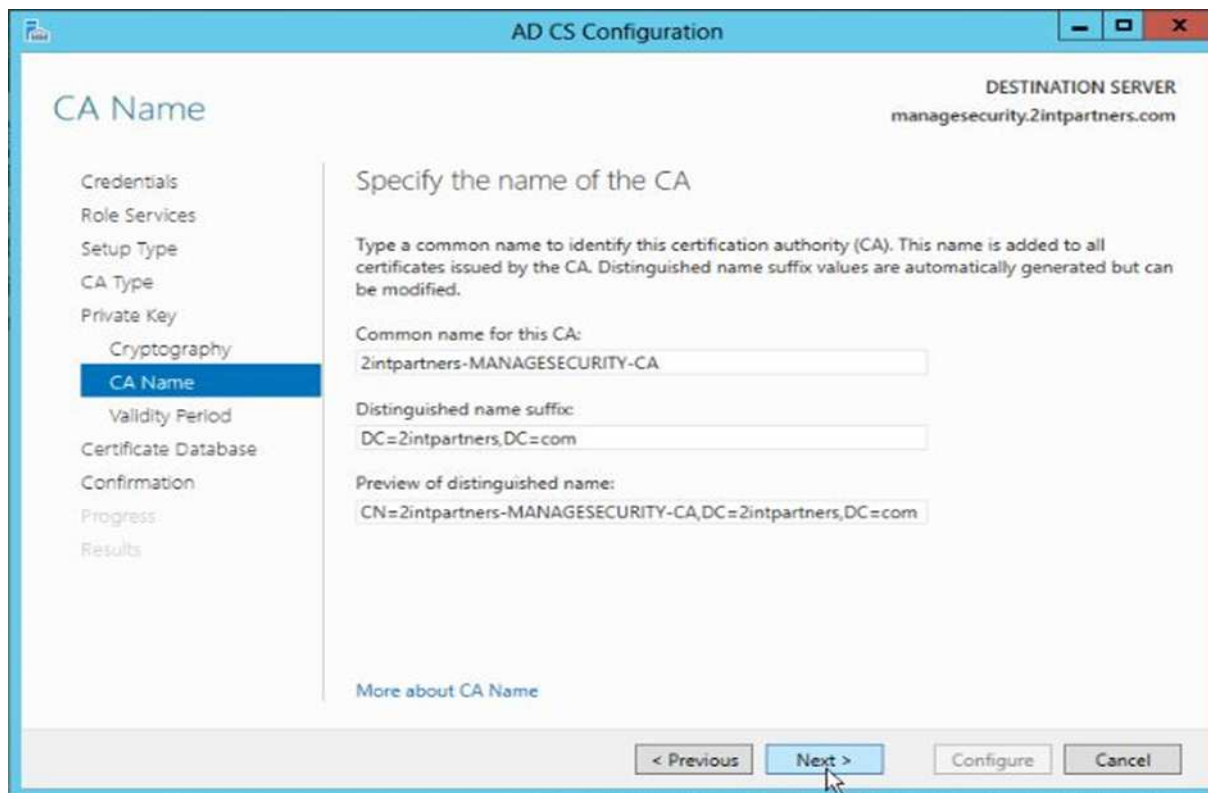 AD CS Configuration
CA Name
DESTINATION SERVER
managesecurity.2intpartners.com
Credentials
Role Services
Setup Type
CA Type
Private Key
Cryptography
CA Name
Validity Period
Certificate Database
Confirmation
Progress
Results
Specify the name of the CA
Type a common name to identify this certification authority (CA). This name is added to all
certificates issued by the CA. Distinguished name suffix values are automatically generated but can
be modified.
Common name for this CA:
2intpartners-MANAGESECURITY-CA
Distinguished name suffix:
DC=2intpartners,DC=com
Preview of distinguished name:
CN=2intpartners-MANAGESECURITY-CA,DC=2intpartners,DC=com
More about CA Name
< Previous
Next >
Configure
Cancel